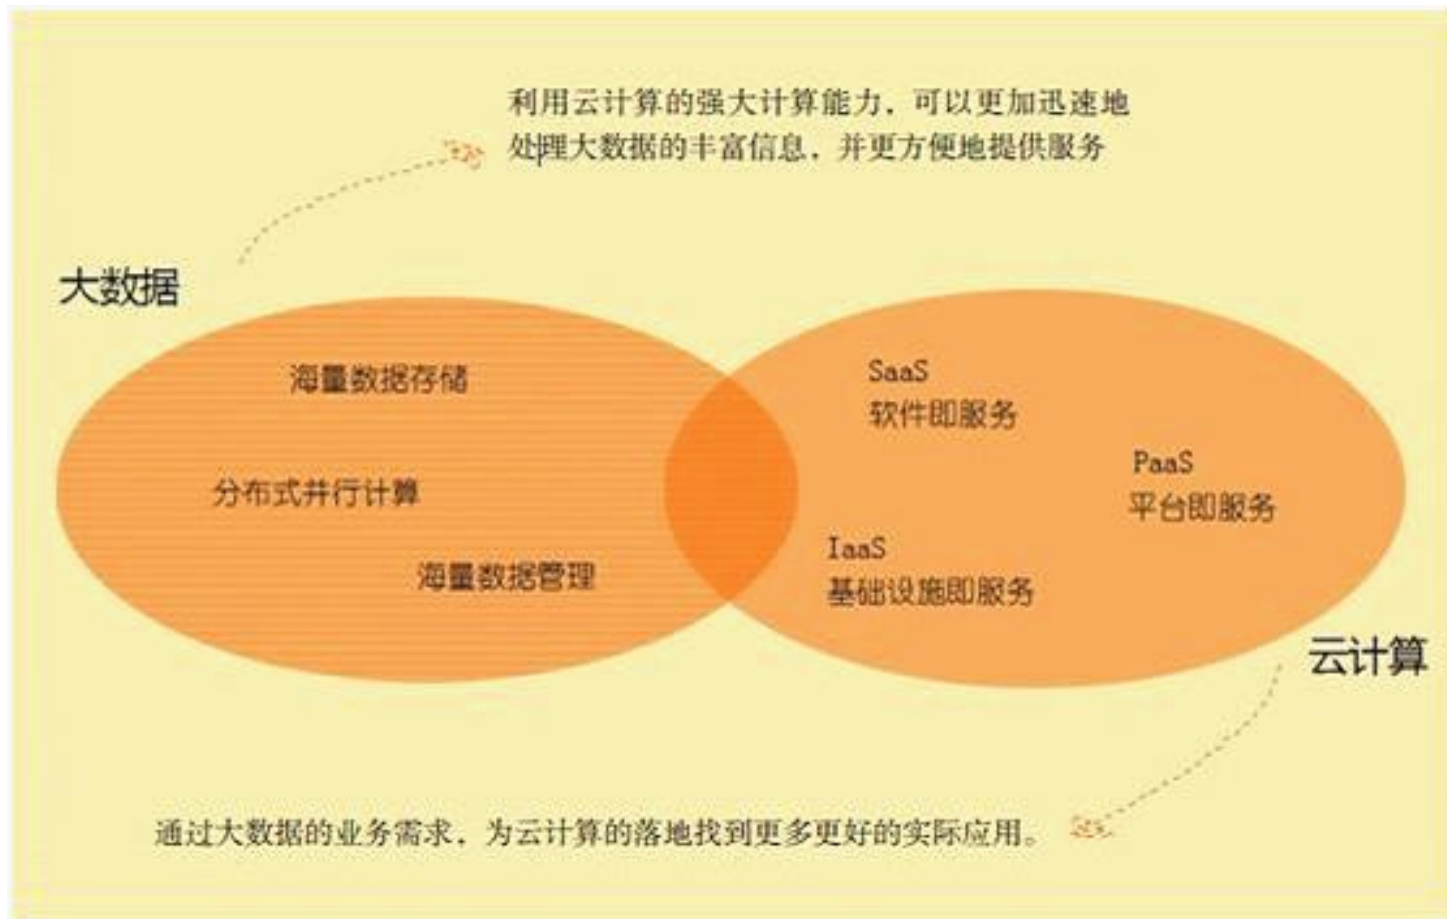 利用云计算的强大计算能力，可以更加迅速地
处理大数据的丰富信息，并更方便地提供服务
大数据
海量数据存储
分布式并行计算
海量数据管理
SaaS
软件即服务
PaaS
平台即服务
IaaS
基础设施即服务
云计算
通过大数据的业务需求，为云计算的落地找到更多更好的实际应用。